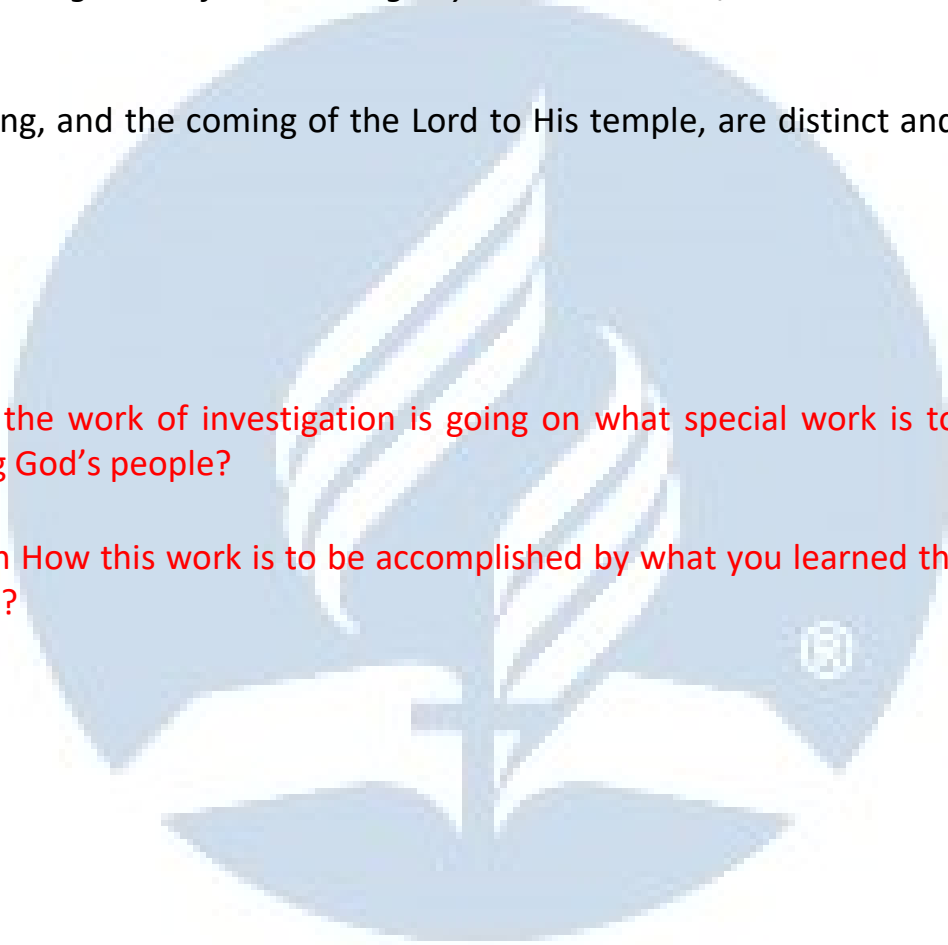 ng, and the coming of the Lord to His temple, are distinct and
the work of investigation is going on what special work is to
g God's people?
n How this work is to be accomplished by what you learned th
?
®